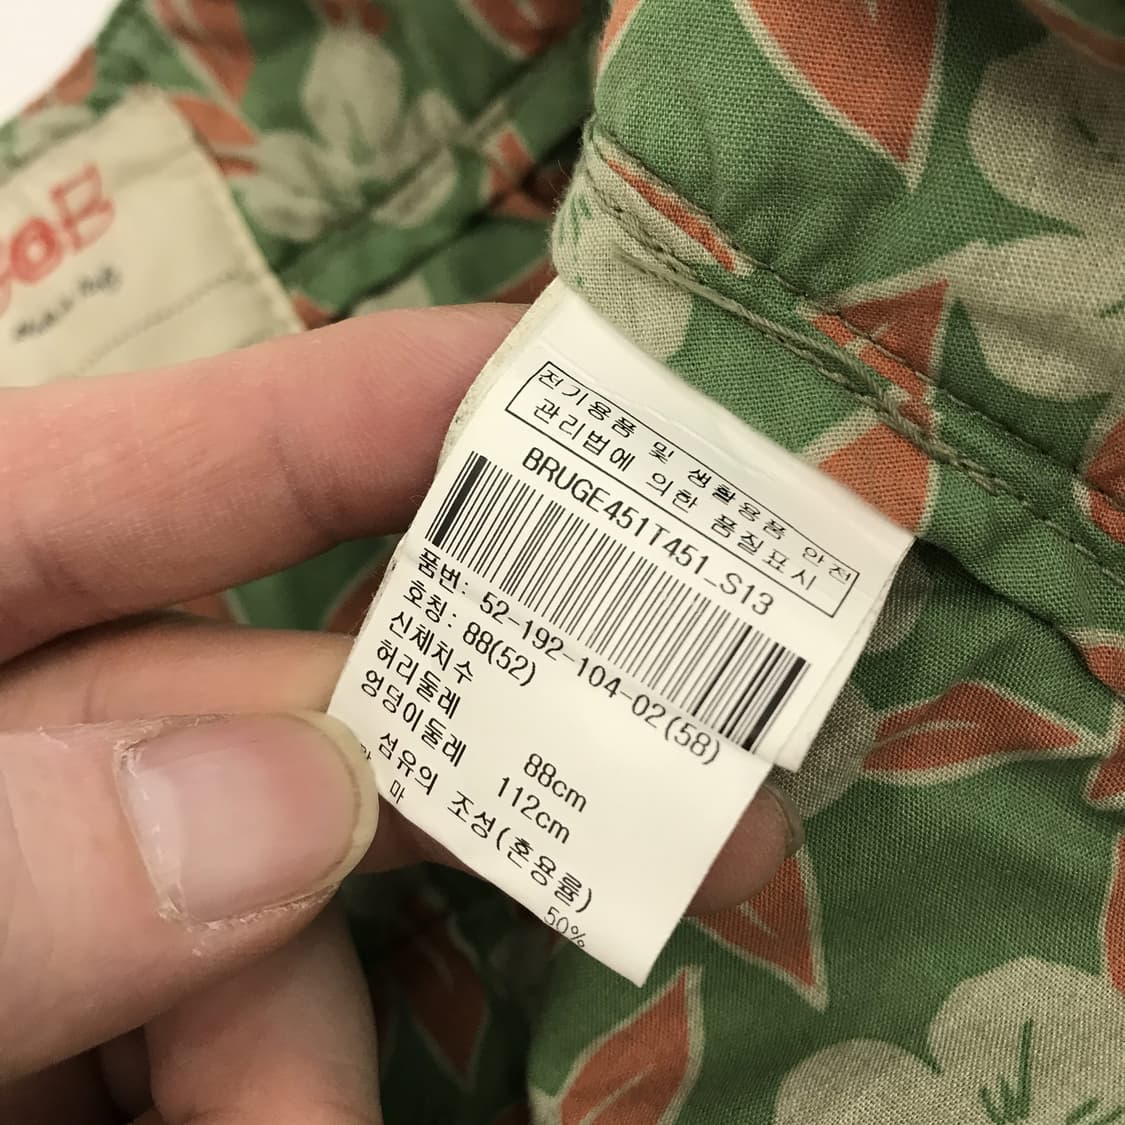 전기용품 및 생활용품 안전
관리법에 의한 품질표시
BRUGE451T451_S13
품번: 52-192-104-02(58)
호칭: 88(52)
신체치수
허리둘레 88cm
엉덩이둘레 112cm
섬유의 조성(혼용률)
마 50%